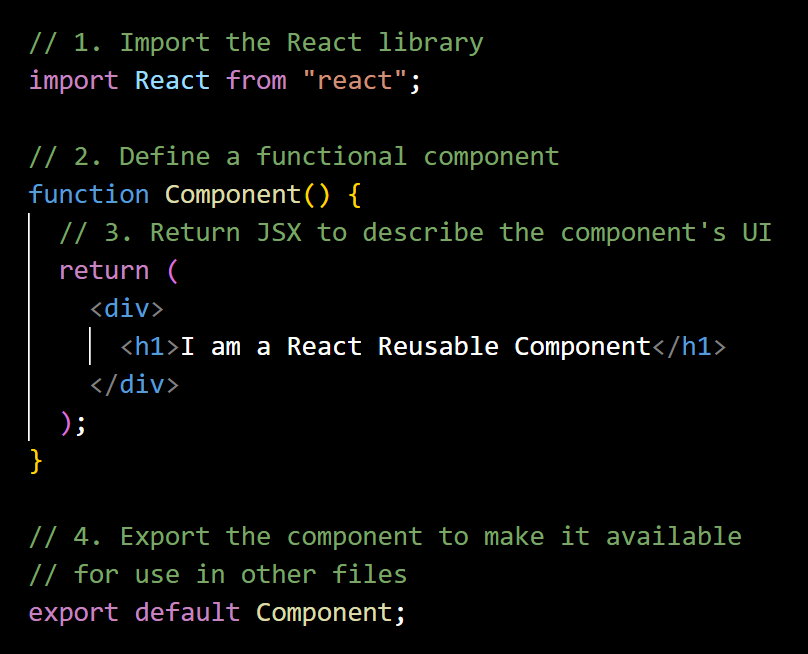 // 1. Import the React library
import React from "react";

// 2. Define a functional component
function Component() {
  // 3. Return JSX to describe the component's UI
  return (
    <div>
      <h1>I am a React Reusable Component</h1>
    </div>
  );
}

// 4. Export the component to make it available
// for use in other files
export default Component;